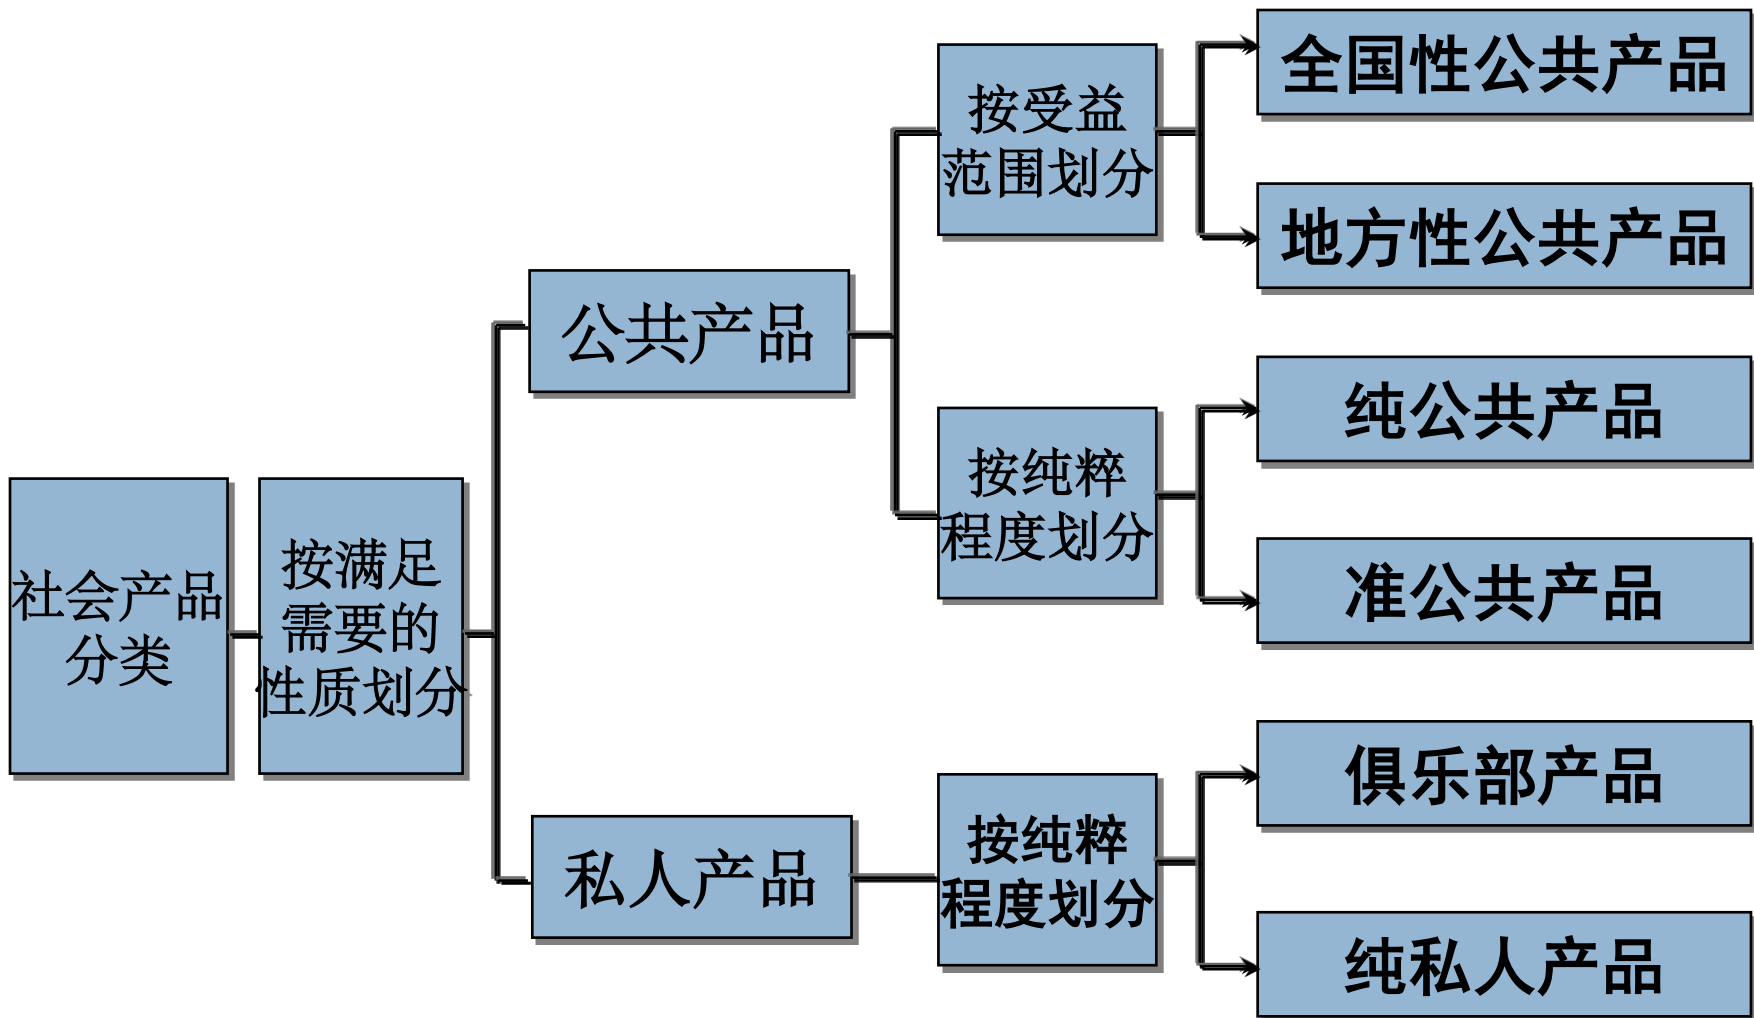 社会产品
分类
按满足
需要的
性质划分
公共产品
按受益
范围划分
全国性公共产品
地方性公共产品
按纯粹
程度划分
纯公共产品
准公共产品
私人产品
按纯粹
程度划分
俱乐部产品
纯私人产品